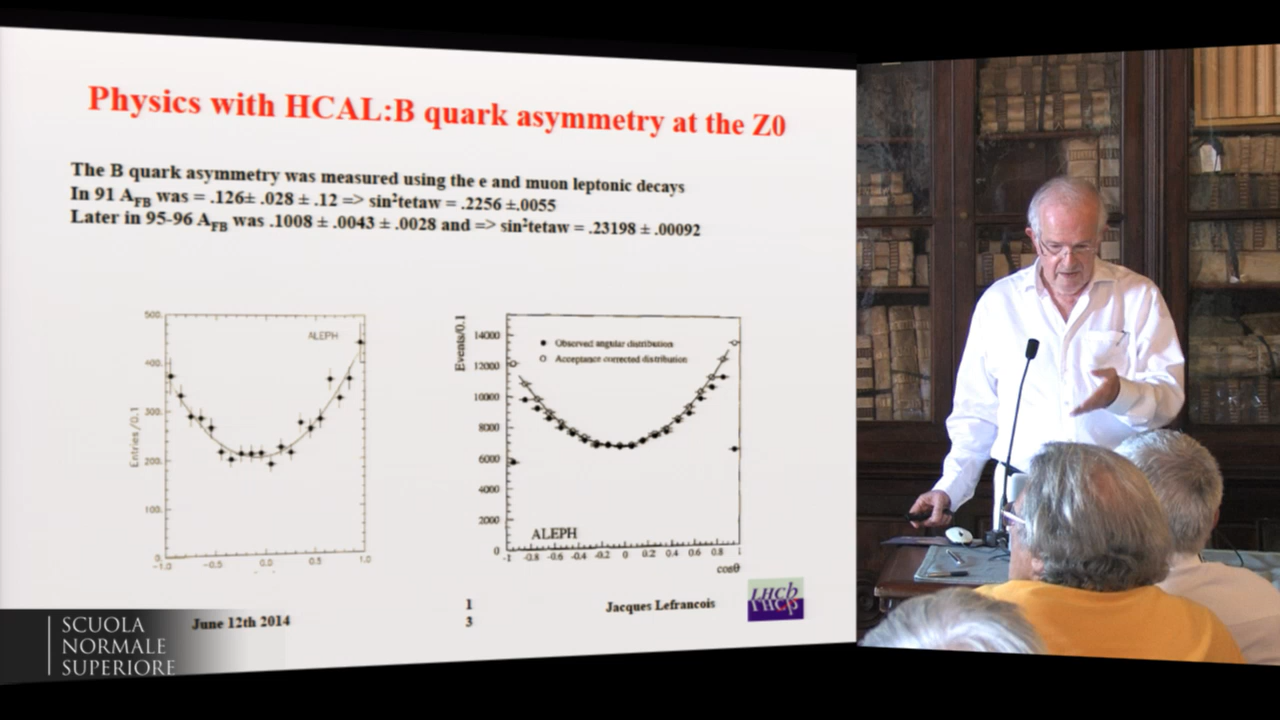 Physics with HCAL:B quark asymmetry at the Z0
The B quark asymmetry was measured using the e and muon leptonic decays
In 91 AFB was = .126± .028 ± .12 => sin²tetaw = .2256 ±.0055
Later in 95-96 AFB was .1008 ± .0043 ± .0028 and => sin²tetaw = .23198 ± .00092
500.
ALEPH
400.
300.
200.
100.
0.
Entries/0.1
-1.0 -0.5 0.0 0.5 1.0
Events/0.1
14000
12000
10000
8000
6000
4000
2000
0
Observed angular distribution
Acceptance corrected distribution
ALEPH
-1 -0.8 -0.6 -0.4 -0.2 0 0.2 0.4 0.6 0.8 1
cosθ
June 12th 2014
1
3
Jacques Lefrancois
LHCb
LHCp
SCUOLA
NORMALE
SUPERIORE